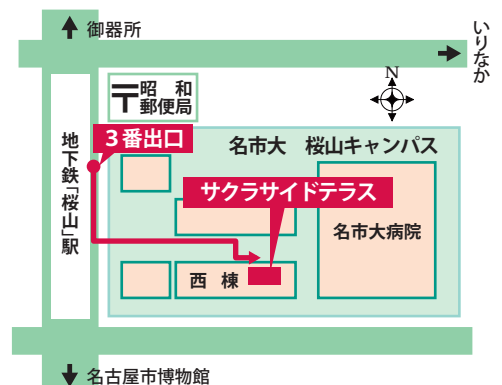 御器所
いりなか
N
〒昭和
郵便局
3番出口
名市大 桜山キャンパス
地下鉄「桜山」駅
サクラサイドテラス
名市大病院
西棟
名古屋市博物館